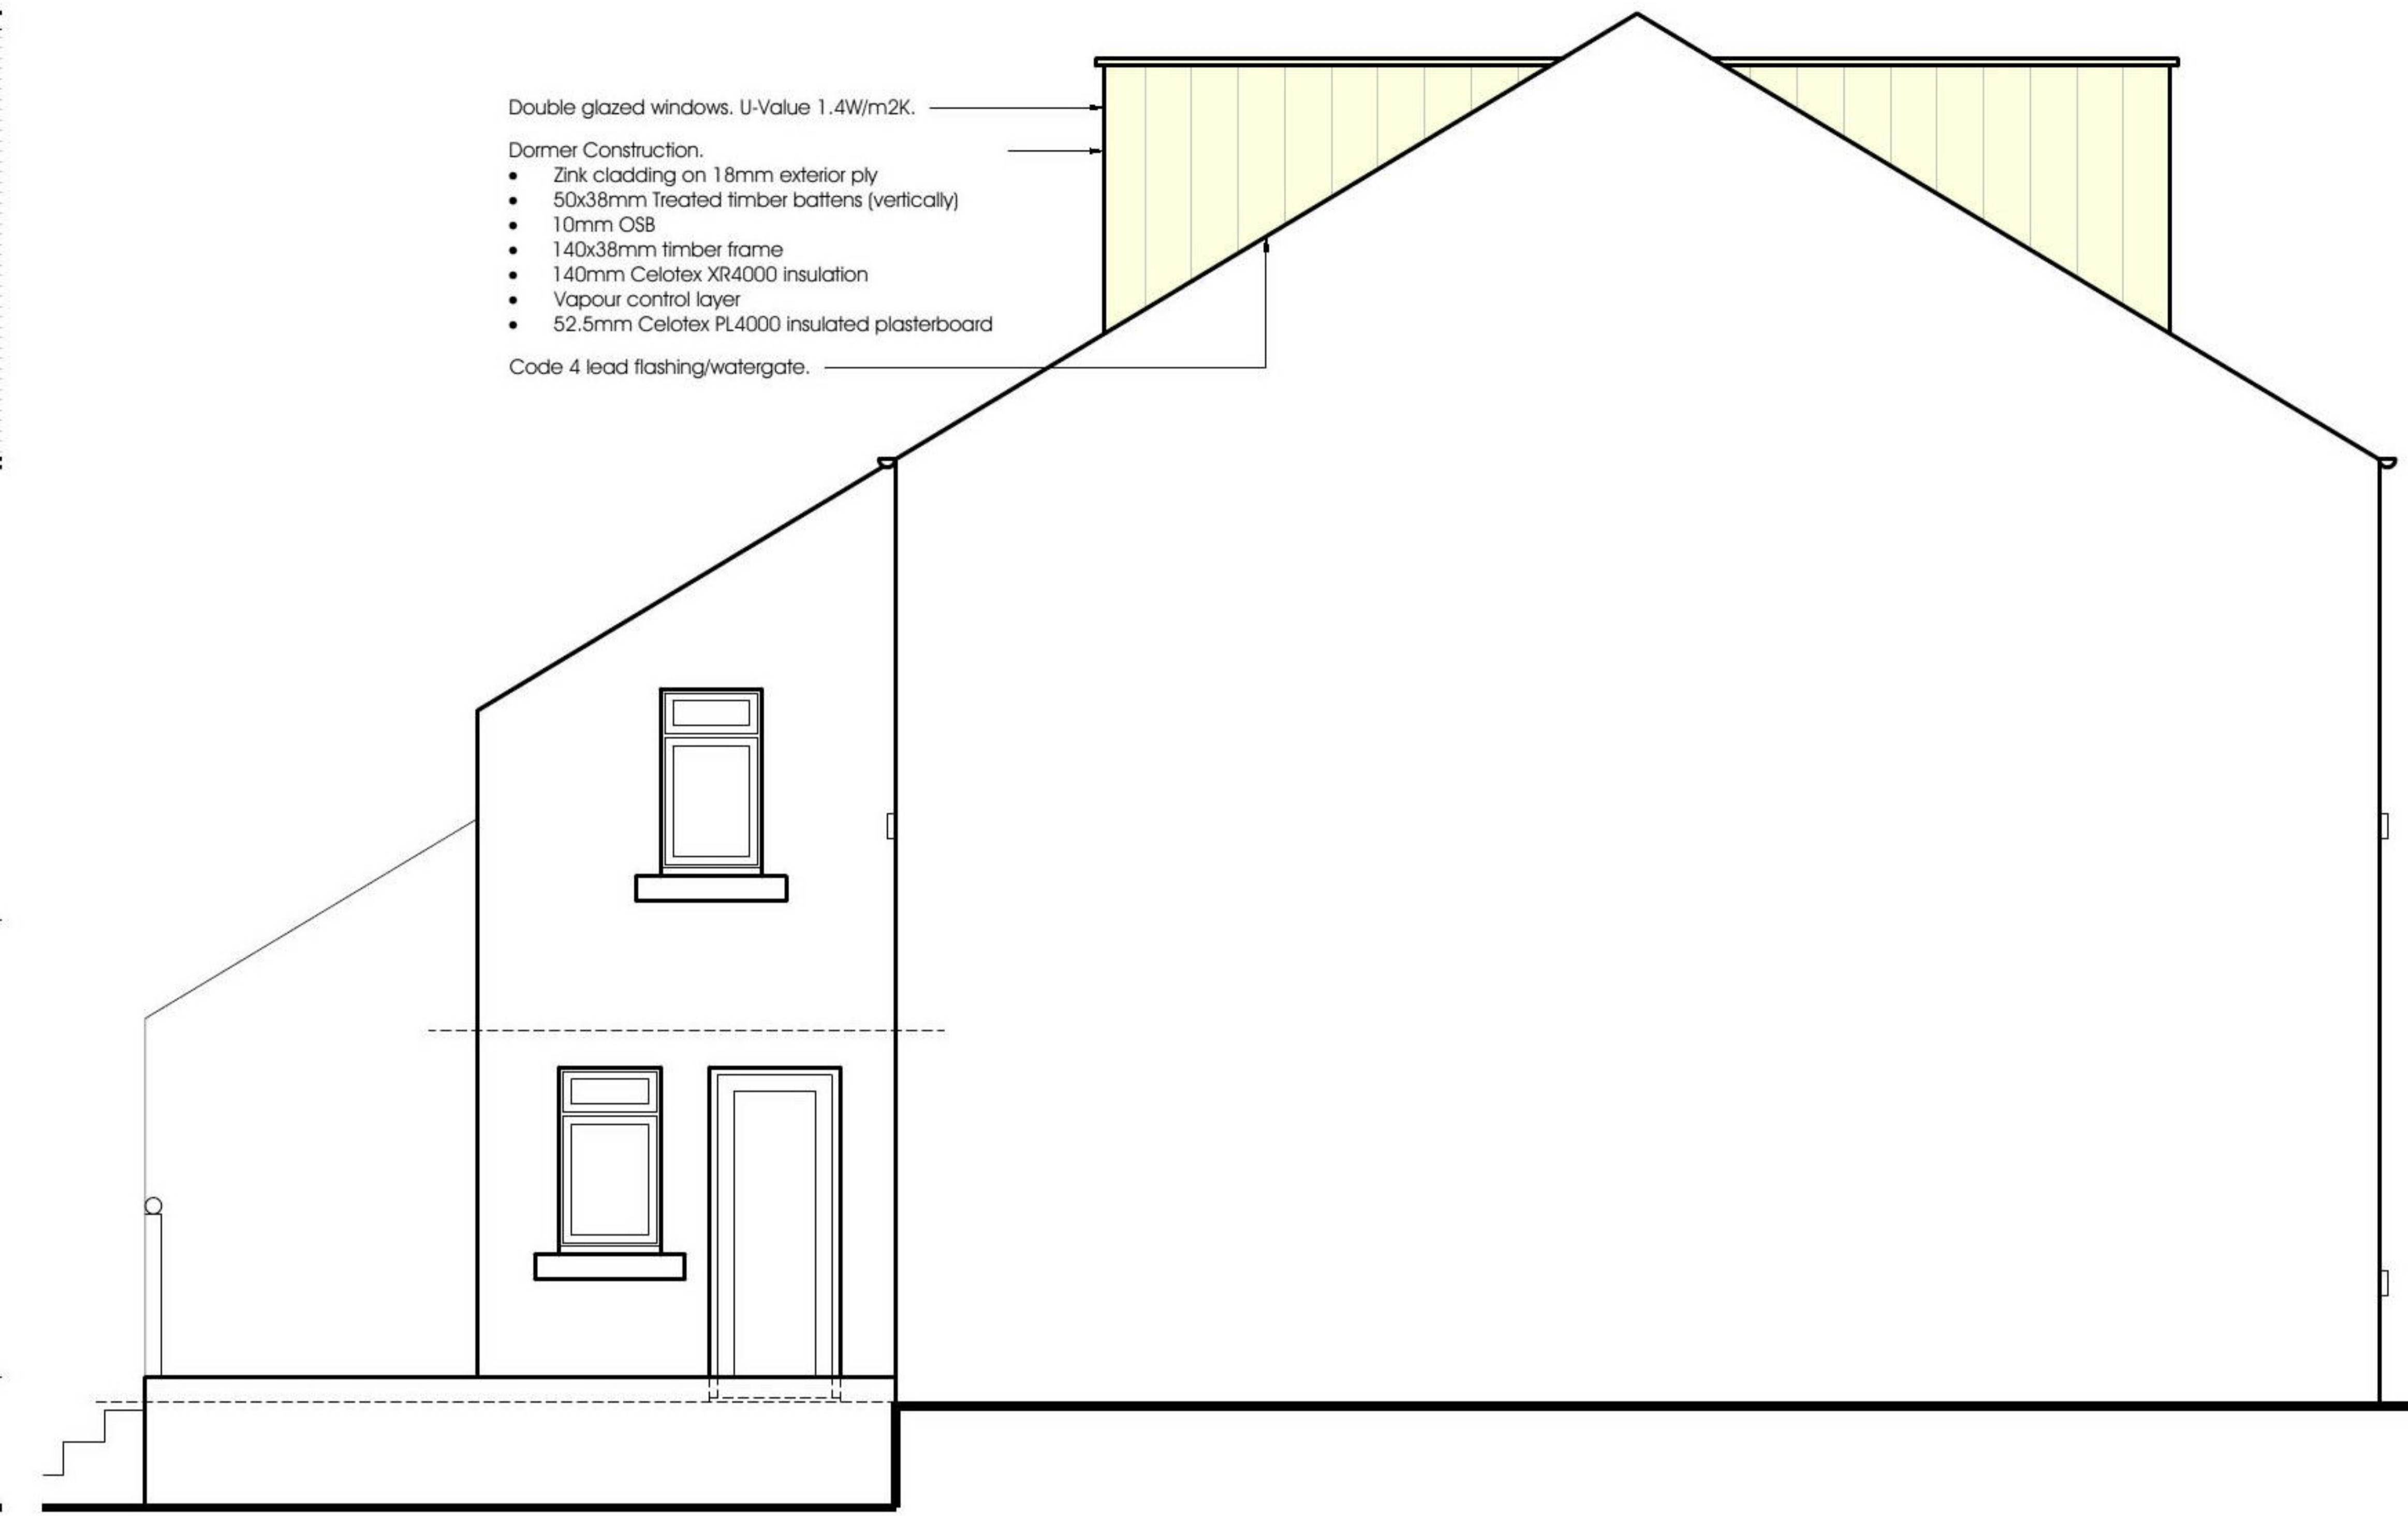 Double glazed windows. U-Value 1.4W/m2K.
Dormer Construction.
• Zink cladding on 18mm exterior ply
• 50x38mm Treated timber battens (vertically)
• 10mm OSB
• 140x38mm timber frame
• 140mm Celotex XR4000 insulation
• Vapour control layer
• 52.5mm Celotex PL4000 insulated plasterboard
Code 4 lead flashing/watergate.